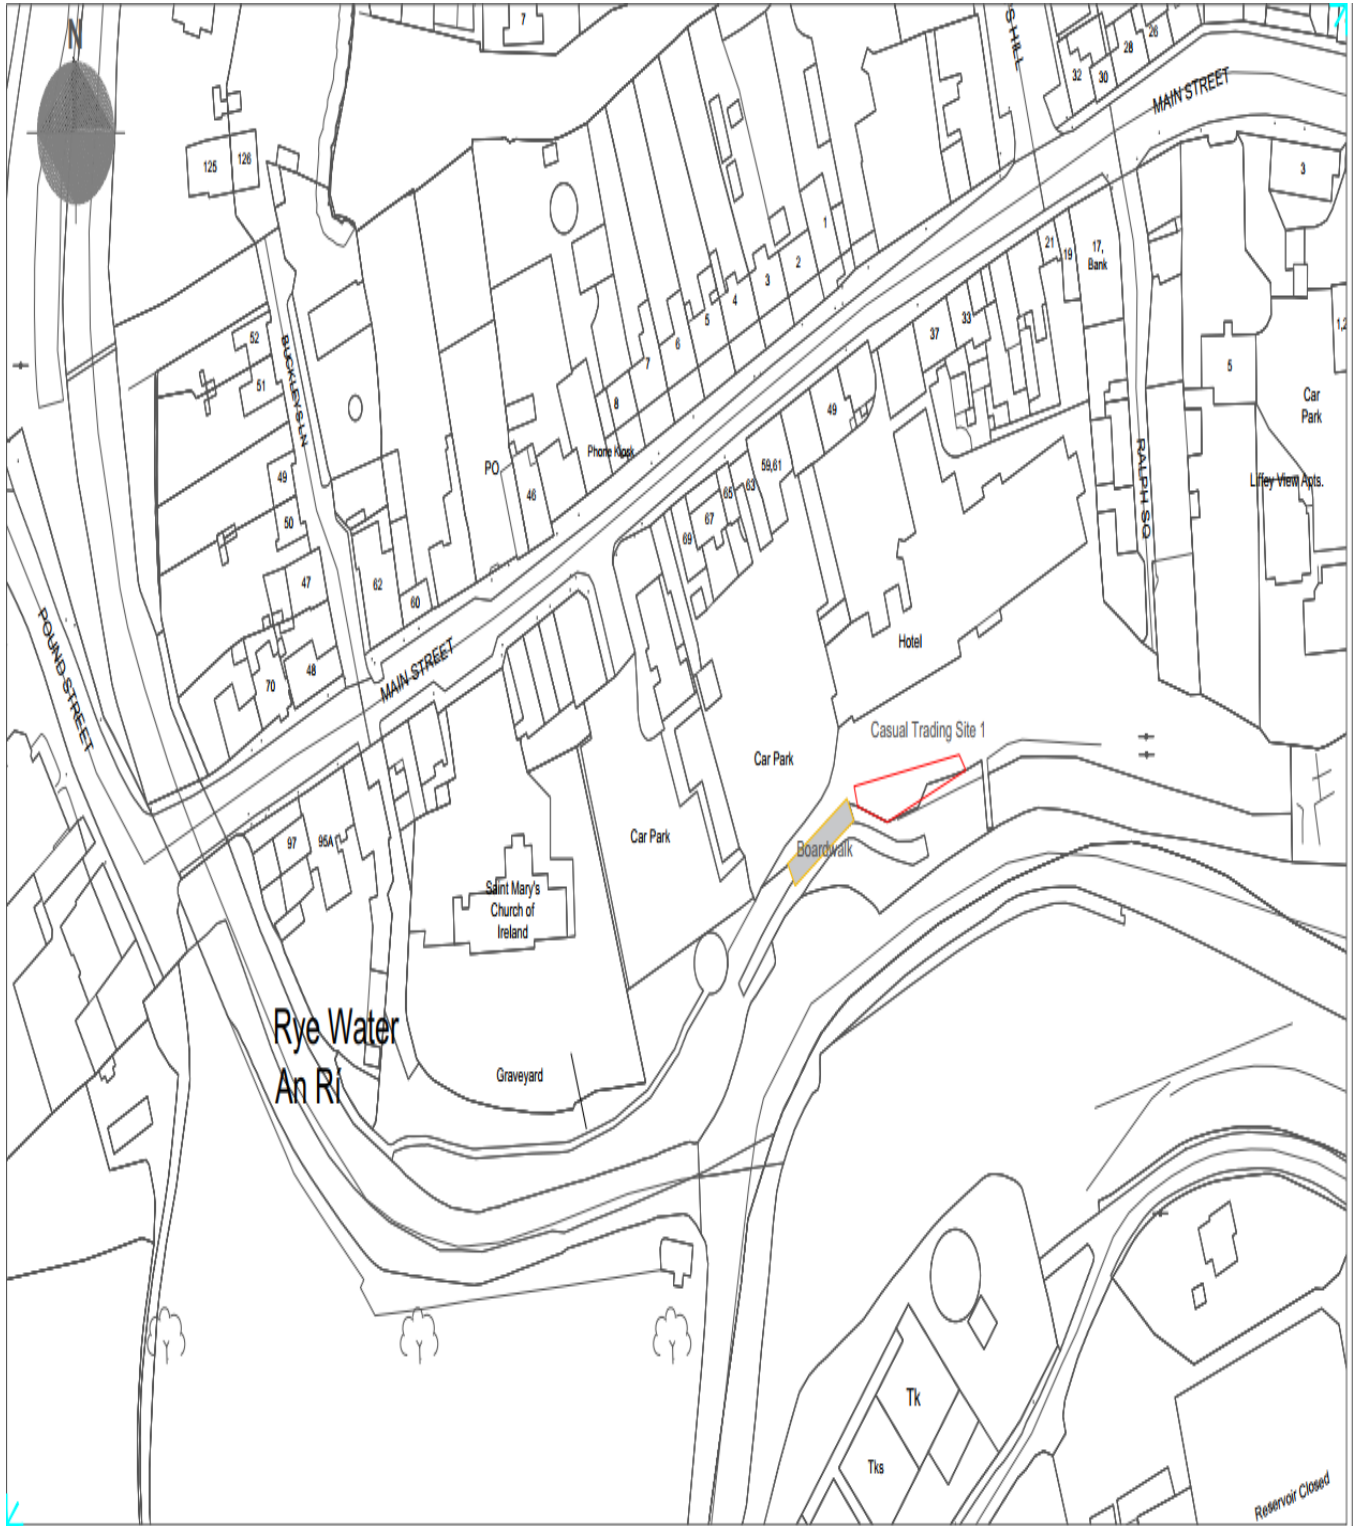 7
N
S HILL
26
28
30
32
MAIN STREET
125
126
3
1
21
19
17,
Bank
2
3
4
5
6
7
8
33
37
52
51
BUCKLEYS LN
49
5
Car
Park
Phone Kiosk
PO
46
49
50
59,61
63
65
67
69
RALPH SQ
Liffey View Apts.
47
62
60
48
70
MAIN STREET
POUND STREET
Hotel
Casual Trading Site 1
Car Park
Car Park
Boardwalk
97
95A
Saint Mary's
Church of
Ireland
Rye Water
An Rí
Graveyard
Tk
Tks
Reservoir Closed